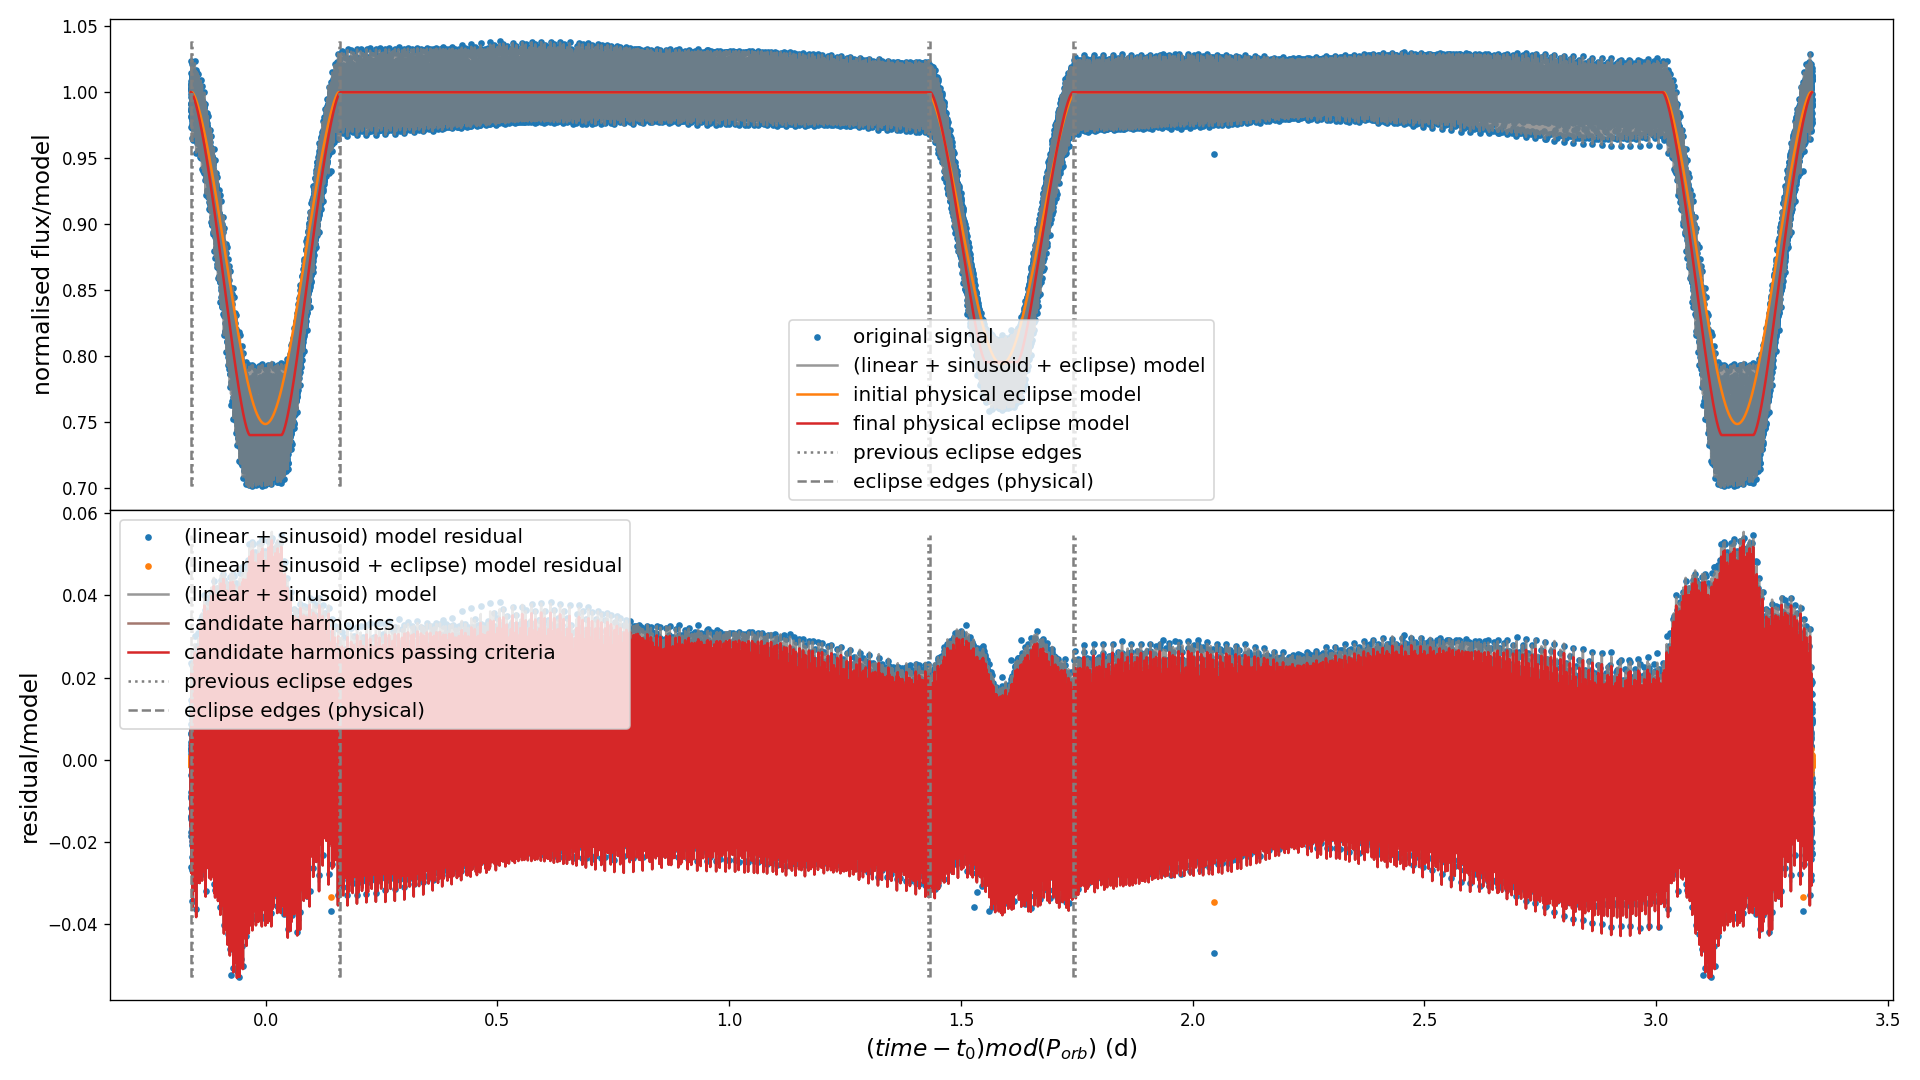 1.05
1.00
0.95
0.90
0.85
0.80
0.75
0.70
normalised flux/model
original signal
(linear + sinusoid + eclipse) model
initial physical eclipse model
final physical eclipse model
previous eclipse edges
eclipse edges (physical)
0.06
0.04
0.02
0.00
−0.02
−0.04
residual/model
(linear + sinusoid) model residual
(linear + sinusoid + eclipse) model residual
(linear + sinusoid) model
candidate harmonics
candidate harmonics passing criteria
previous eclipse edges
eclipse edges (physical)
0.0 0.5 1.0 1.5 2.0 2.5 3.0 3.5
(time − t₀)mod(P_orb) (d)